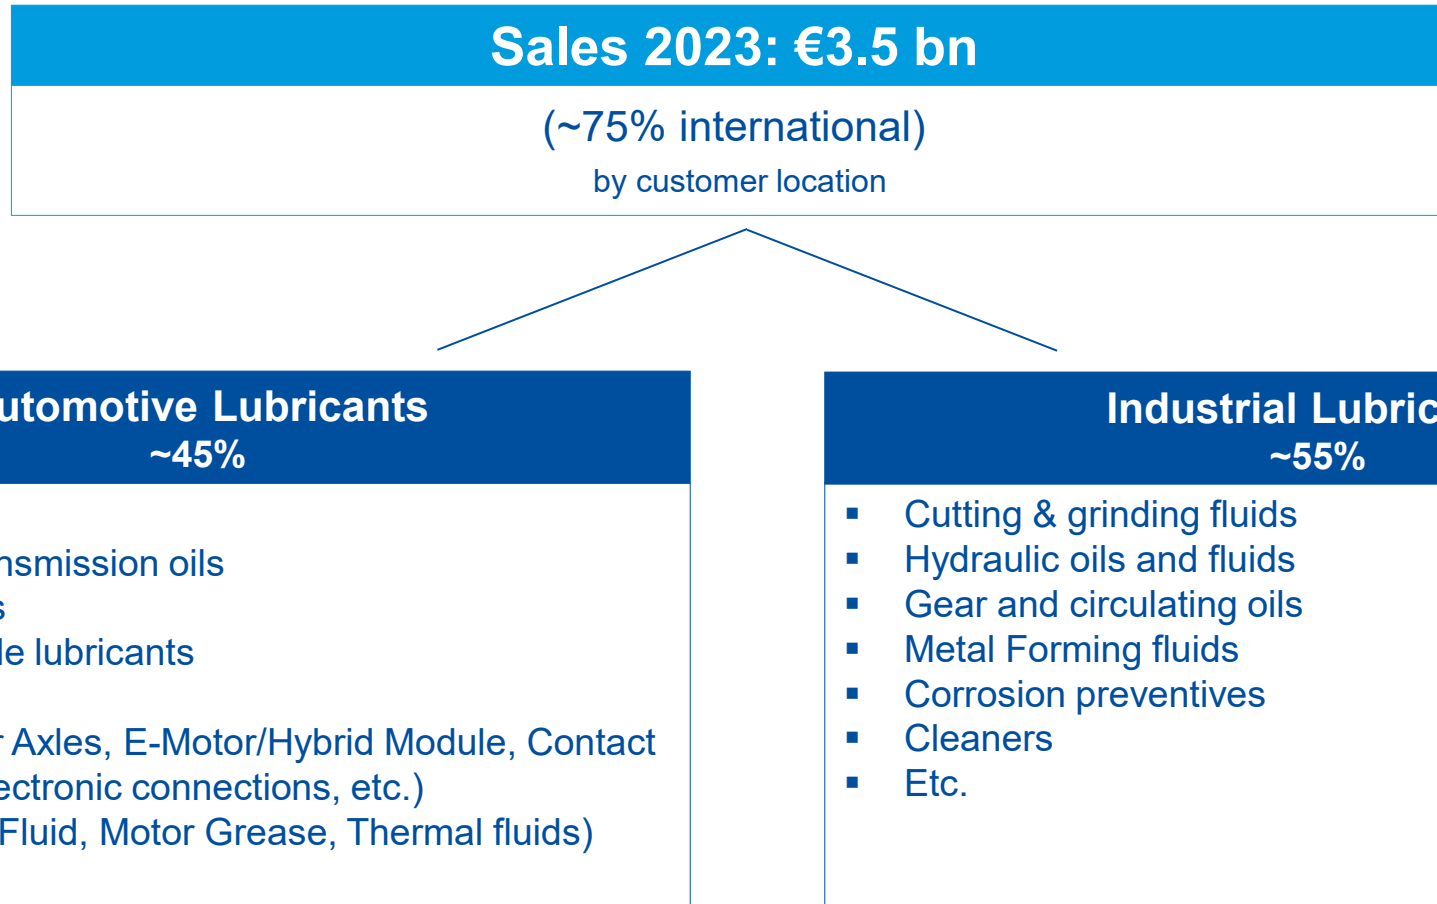 Sales 2023: €3.5 bn
(~75% international)
by customer location
utomotive Lubricants
~45%
nsmission oils
s
le lubricants
r Axles, E-Motor/Hybrid Module, Contact
ectronic connections, etc.)
Fluid, Motor Grease, Thermal fluids)
Industrial Lubric
~55%
▪ Cutting & grinding fluids
▪ Hydraulic oils and fluids
▪ Gear and circulating oils
▪ Metal Forming fluids
▪ Corrosion preventives
▪ Cleaners
▪ Etc.